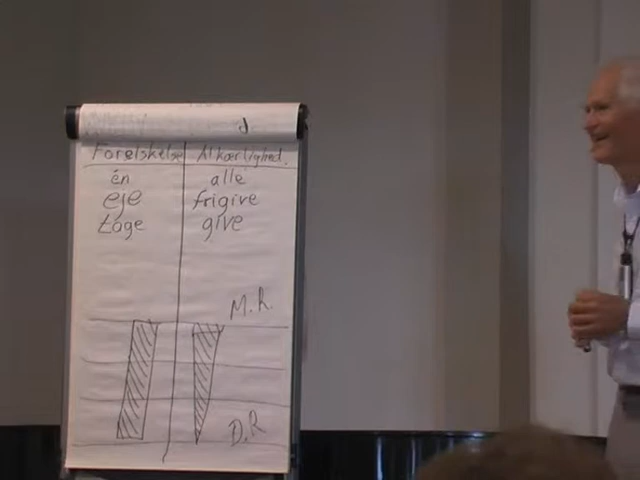 Forelskelse Alkærlighed.
én alle
eje frigive
tage give
M.R.
D.R